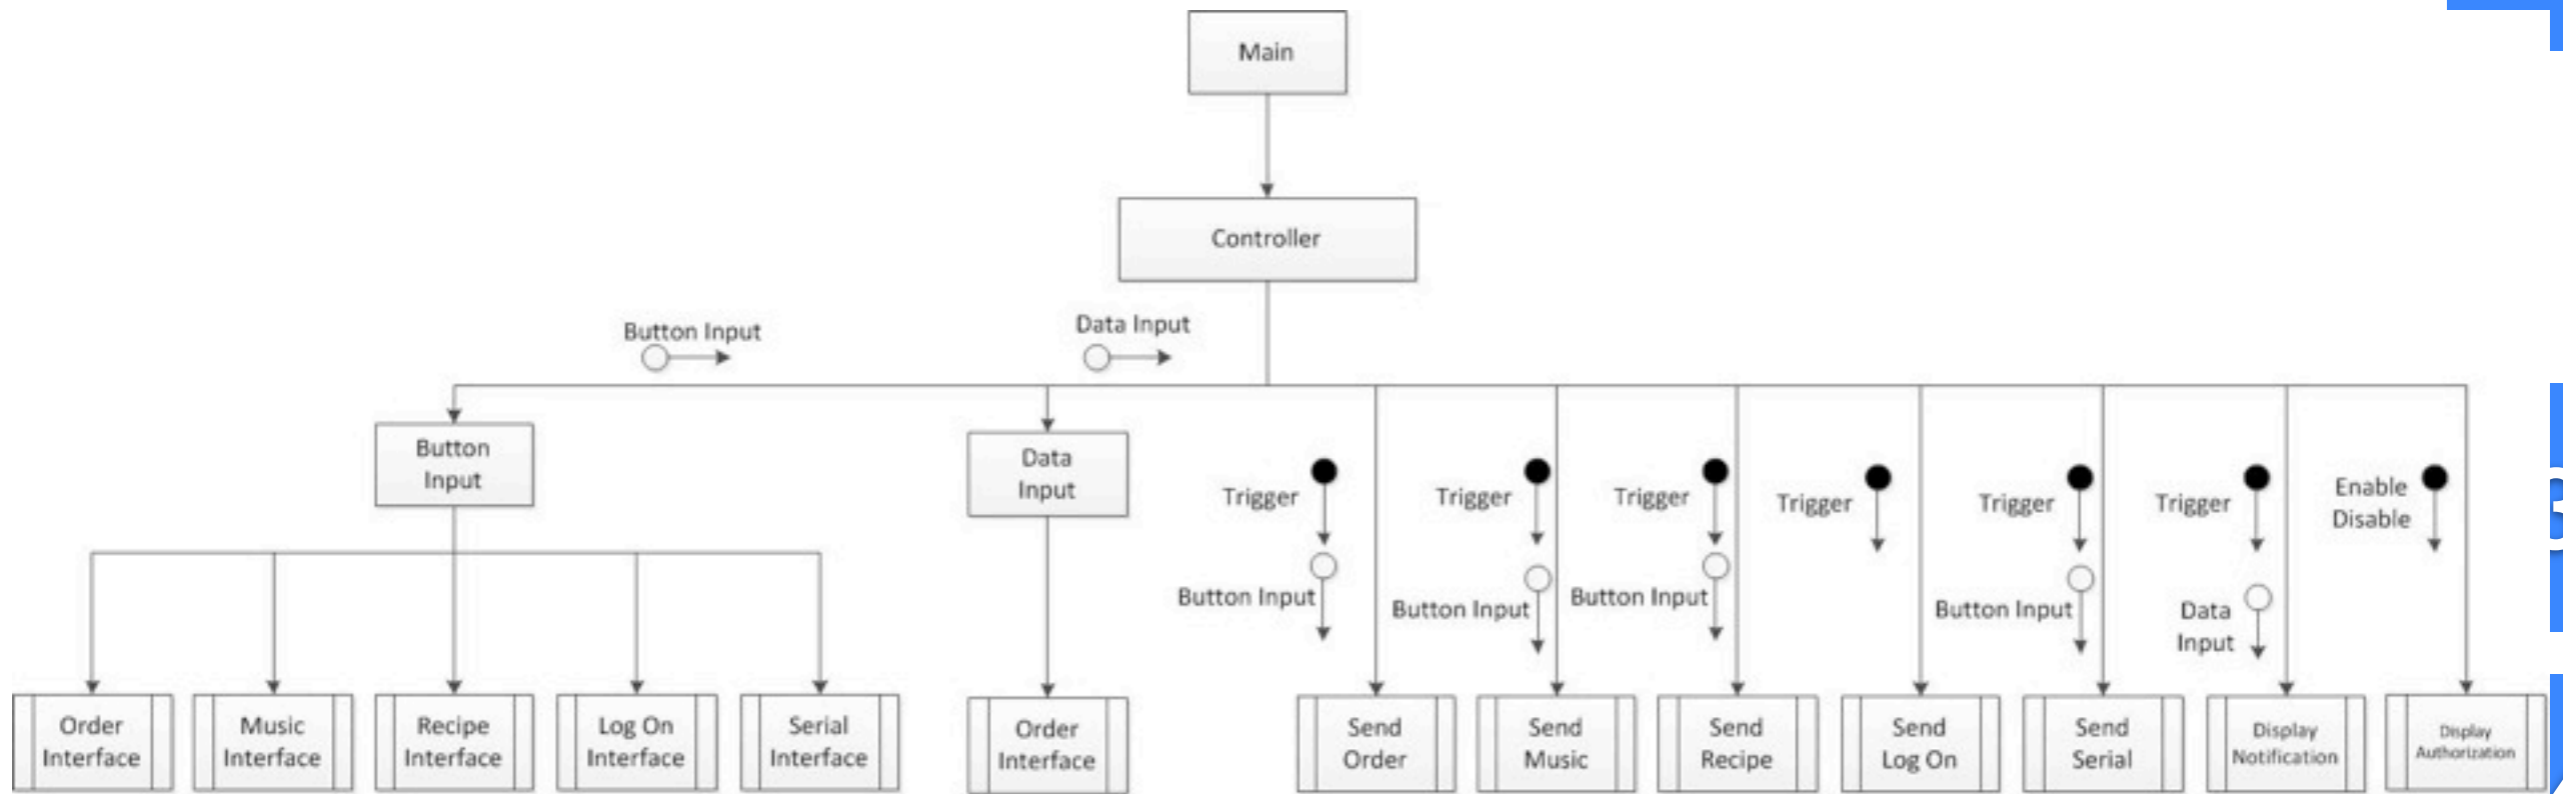 Main
Controller
Button Input
Data Input
Button
Input
Data
Input
Trigger
Button Input
Trigger
Button Input
Trigger
Button Input
Trigger
Trigger
Button Input
Trigger
Data
Input
Enable
Disable
Order
Interface
Music
Interface
Recipe
Interface
Log On
Interface
Serial
Interface
Order
Interface
Send
Order
Send
Music
Send
Recipe
Send
Log On
Send
Serial
Display
Notification
Display
Authorization